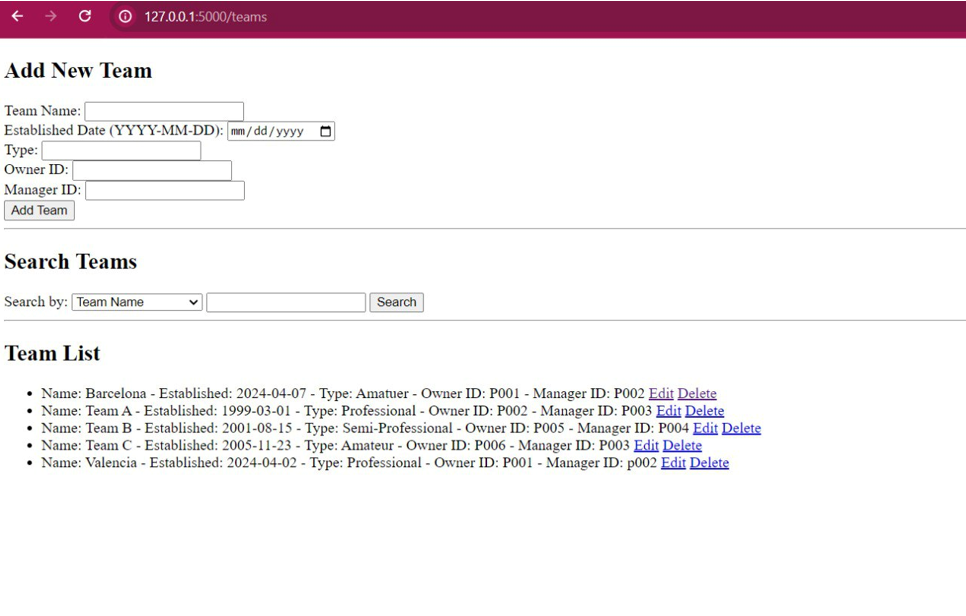 127.0.0.1:5000/teams
Add New Team
Team Name:
Established Date (YYYY-MM-DD): mm/dd/yyyy
Type:
Owner ID:
Manager ID:
Add Team
Search Teams
Search by: Team Name Search
Team List
• Name: Barcelona - Established: 2024-04-07 - Type: Amatuer - Owner ID: P001 - Manager ID: P002 Edit Delete
• Name: Team A - Established: 1999-03-01 - Type: Professional - Owner ID: P002 - Manager ID: P003 Edit Delete
• Name: Team B - Established: 2001-08-15 - Type: Semi-Professional - Owner ID: P005 - Manager ID: P004 Edit Delete
• Name: Team C - Established: 2005-11-23 - Type: Amateur - Owner ID: P006 - Manager ID: P003 Edit Delete
• Name: Valencia - Established: 2024-04-02 - Type: Professional - Owner ID: P001 - Manager ID: p002 Edit Delete